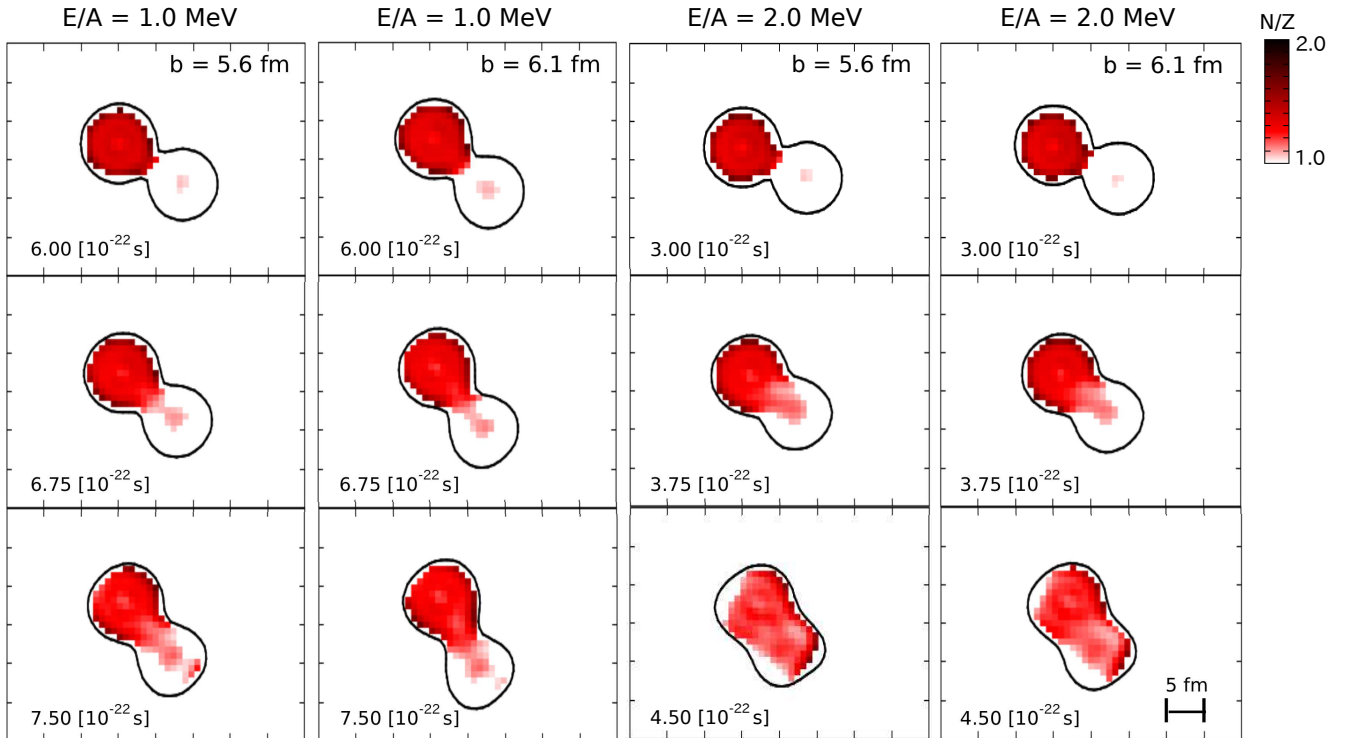 E/A = 1.0 MeV E/A = 1.0 MeV E/A = 2.0 MeV E/A = 2.0 MeV
N/Z
2.0
1.0
b = 5.6 fm b = 6.1 fm b = 5.6 fm b = 6.1 fm
6.00 [10⁻²² s] 6.00 [10⁻²² s] 3.00 [10⁻²² s] 3.00 [10⁻²² s]
6.75 [10⁻²² s] 6.75 [10⁻²² s] 3.75 [10⁻²² s] 3.75 [10⁻²² s]
5 fm
7.50 [10⁻²² s] 7.50 [10⁻²² s] 4.50 [10⁻²² s] 4.50 [10⁻²² s]